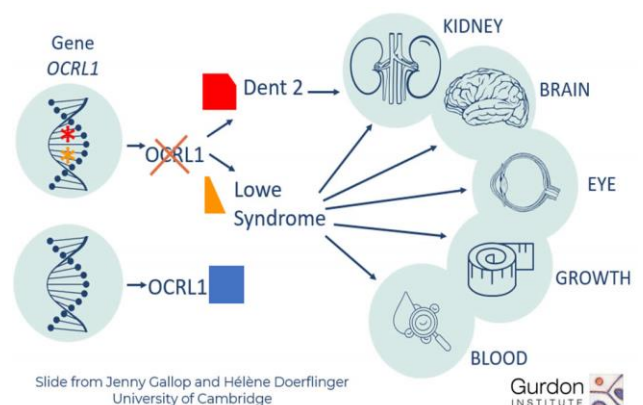 Gene
OCRL1
OCRL1
Dent 2
Lowe
Syndrome
OCRL1
KIDNEY
BRAIN
EYE
GROWTH
BLOOD
Slide from Jenny Gallop and Hélène Doerflinger
University of Cambridge
Gurdon
INSTITUTE